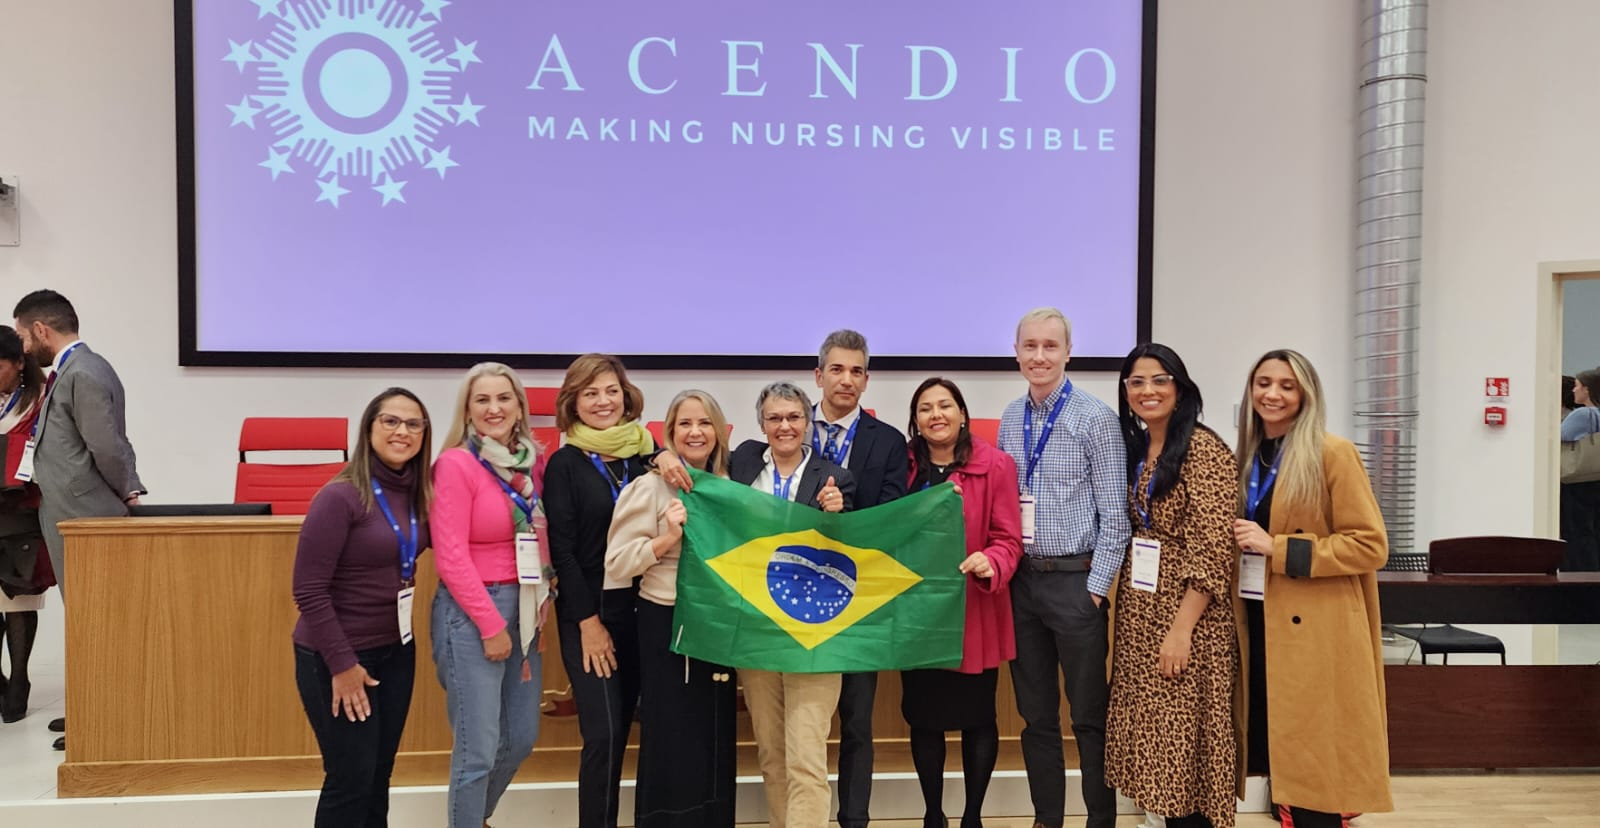 ACENDIO
MAKING NURSING VISIBLE
ORDEM E PROGRESSO